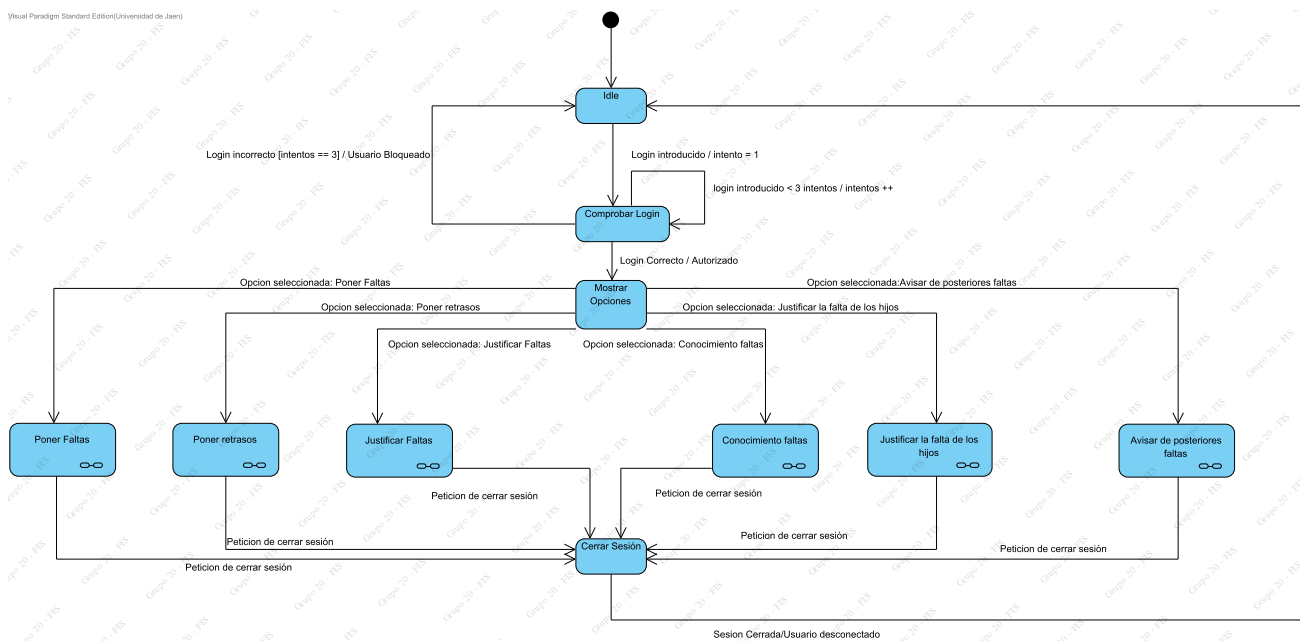 Visual Paradigm Standard Edition(Universidad de Jaen)
Idle
Login incorrecto [intentos == 3] / Usuario Bloqueado
Login introducido / intento = 1
login introducido < 3 intentos / intentos ++
Comprobar Login
Login Correcto / Autorizado
Mostrar
Opciones
Opcion seleccionada: Poner Faltas
Opcion seleccionada:Avisar de posteriores faltas
Opcion seleccionada: Poner retrasos
Opcion seleccionada: Justificar la falta de los hijos
Opcion seleccionada: Justificar Faltas
Opcion seleccionada: Conocimiento faltas
Poner Faltas
Poner retrasos
Justificar Faltas
Conocimiento faltas
Justificar la falta de los
hijos
Avisar de posteriores
faltas
Peticion de cerrar sesión
Peticion de cerrar sesión
Peticion de cerrar sesión
Peticion de cerrar sesión
Cerrar Sesión
Peticion de cerrar sesión
Peticion de cerrar sesión
Sesion Cerrada/Usuario desconectado
Grupo 20 - FIS